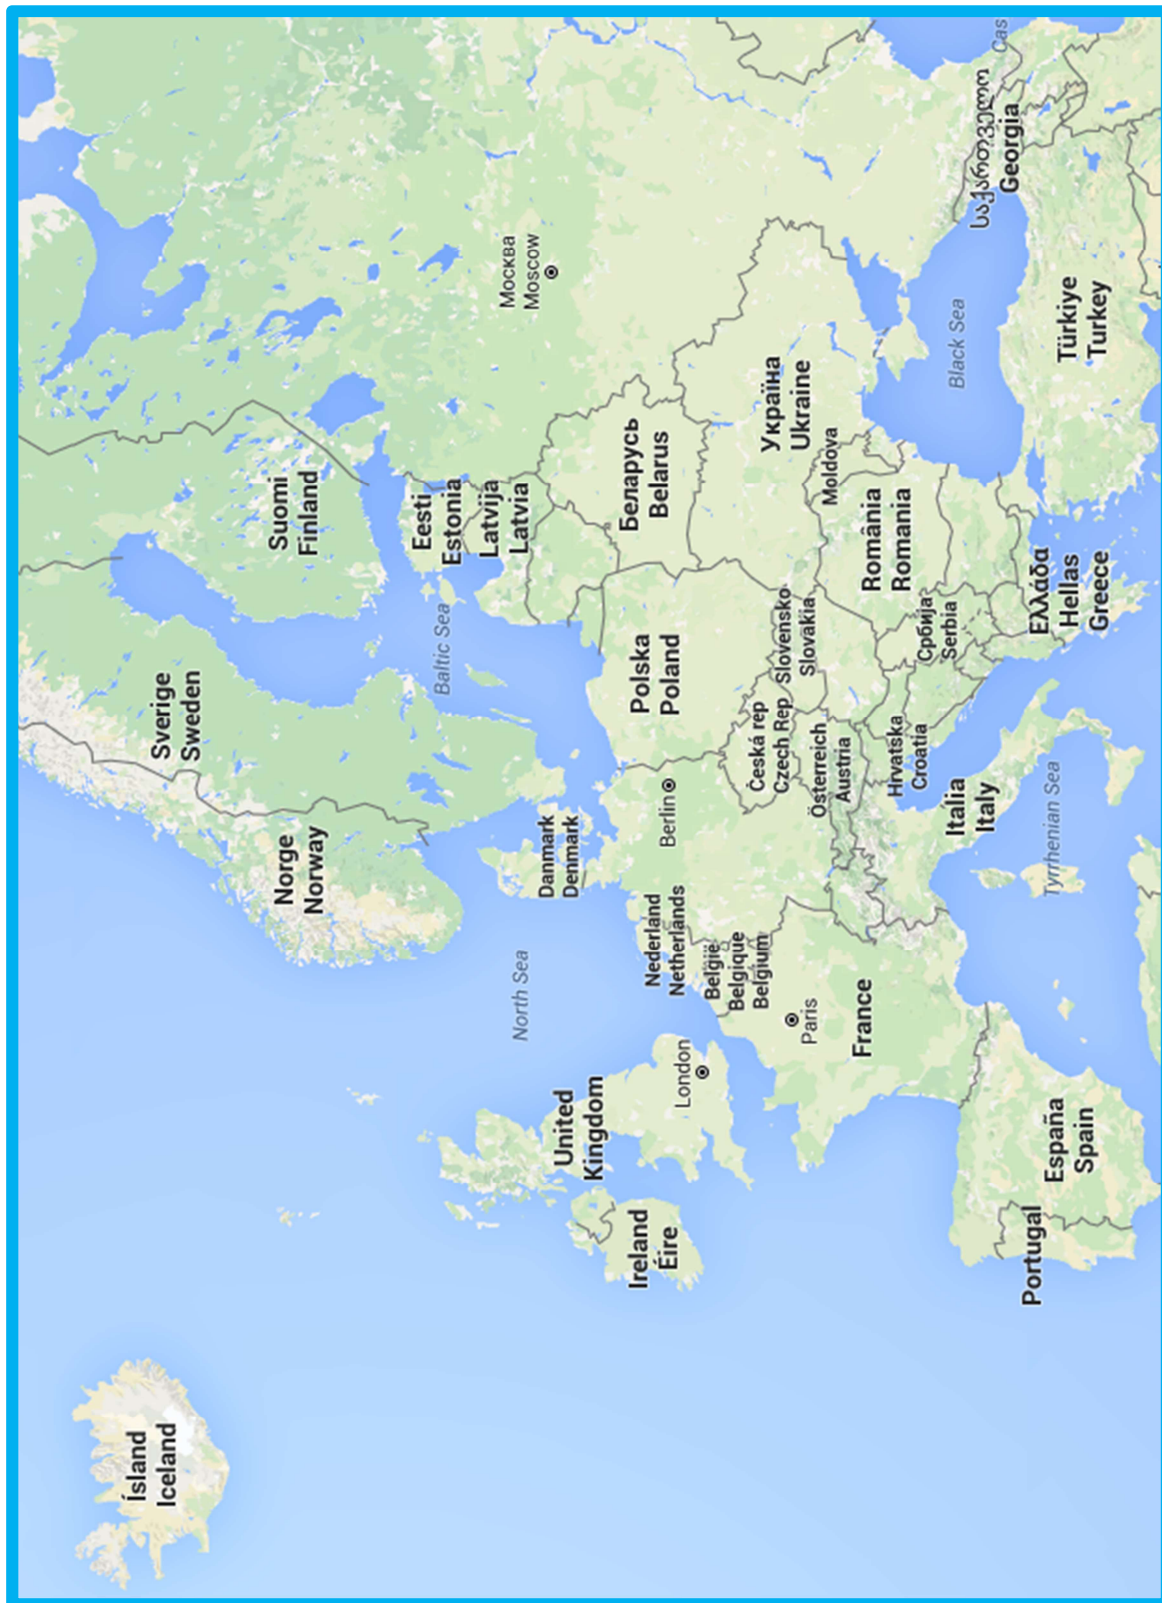 Ísland
Iceland
Norge
Norway
Sverige
Sweden
Suomi
Finland
Eesti
Estonia
Latvija
Latvia
Baltic Sea
Москва
Moscow
North Sea
Danmark
Denmark
United
Kingdom
Ireland
Éire
London
Nederland
Netherlands
België
Belgique
Belgium
Berlin
Polska
Poland
Беларусь
Belarus
Україна
Ukraine
Moldova
Česká rep
Czech Rep
Slovensko
Slovakia
Österreich
Austria
Paris
France
România
Romania
Hrvatska
Croatia
Србија
Serbia
Italia
Italy
Black Sea
საქართველო
Georgia
Cas
Portugal
España
Spain
Tyrrhenian Sea
Ελλάδα
Hellas
Greece
Türkiye
Turkey